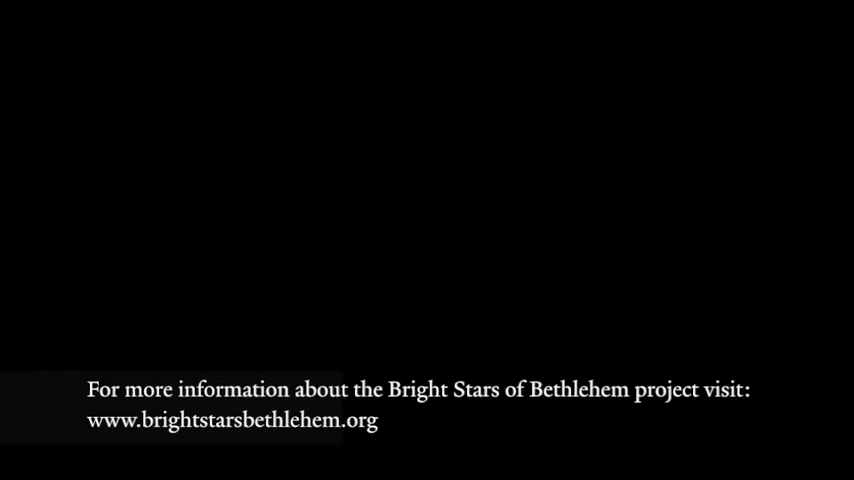 For more information about the Bright Stars of Bethlehem project visit:
www.brightstarsbethlehem.org